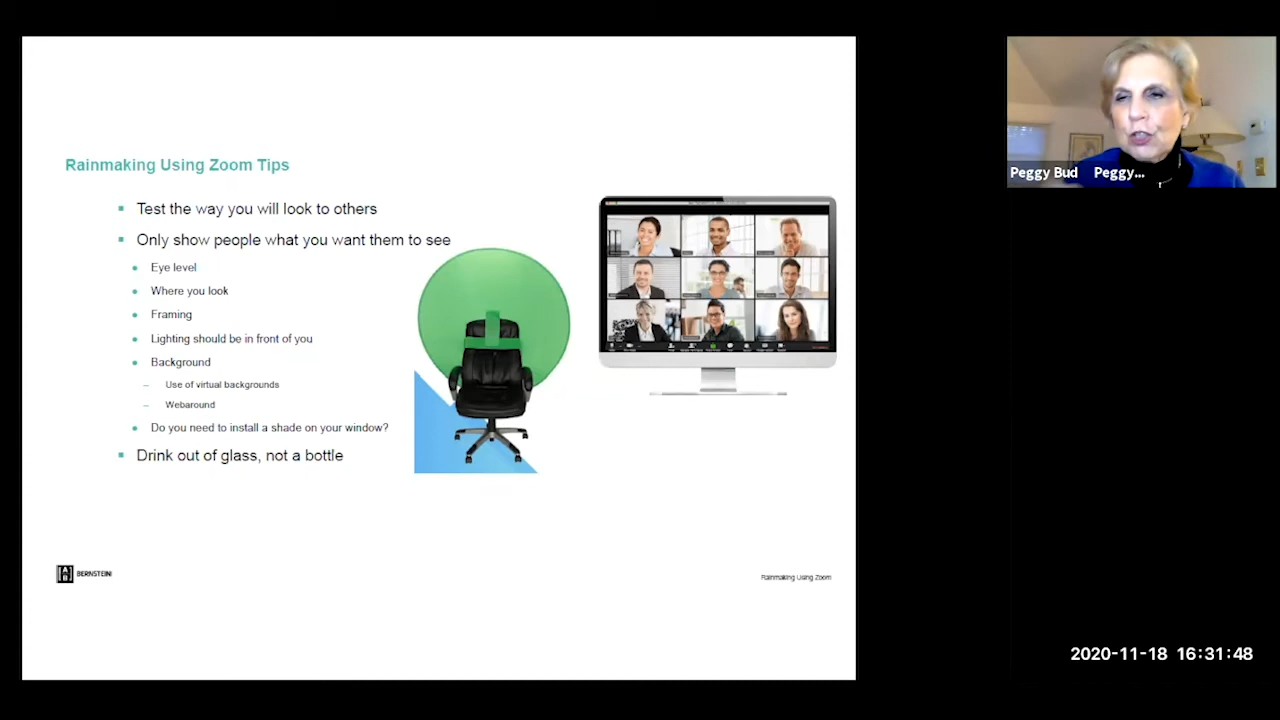 Rainmaking Using Zoom Tips
Test the way you will look to others
Only show people what you want them to see
Eye level
Where you look
Framing
Lighting should be in front of you
Background
Use of virtual backgrounds
Webaround
Do you need to install a shade on your window?
Drink out of glass, not a bottle
AB BERNSTEIN
Rainmaking Using Zoom
Peggy Bud Peggy...
2020-11-18 16:31:48